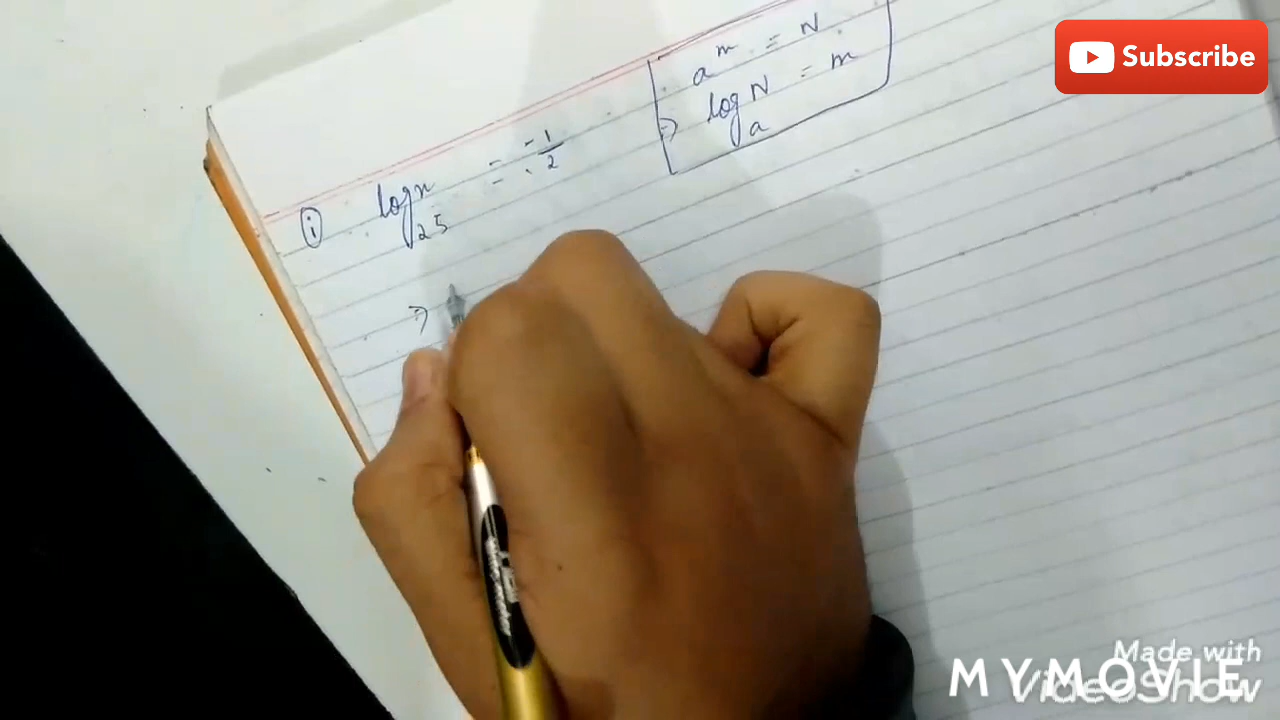 a^m = N
⇒ log_a N = m
Subscribe
(i) log_25 x = -1/2
⇒
Made with
VideoShow
MYMOVIE